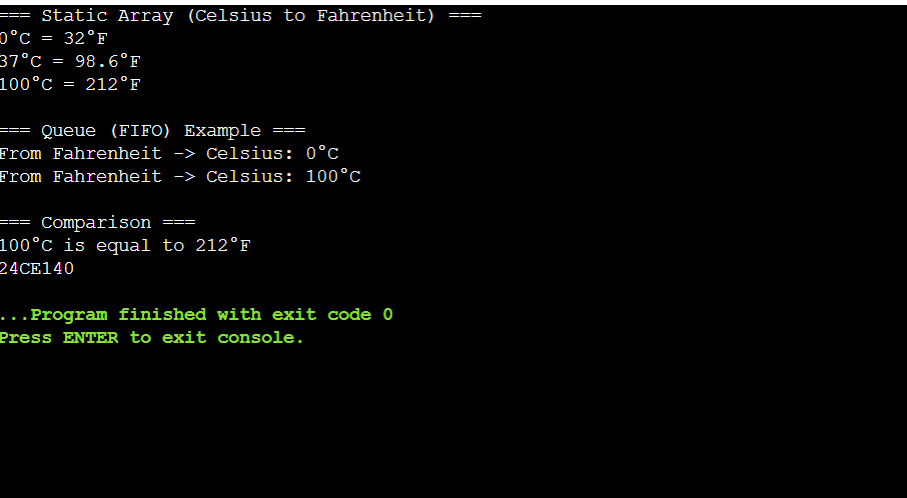 === Static Array (Celsius to Fahrenheit) ===
0°C = 32°F
37°C = 98.6°F
100°C = 212°F
=== Queue (FIFO) Example ===
From Fahrenheit -> Celsius: 0°C
From Fahrenheit -> Celsius: 100°C
=== Comparison ===
100°C is equal to 212°F
24CE140
...Program finished with exit code 0
Press ENTER to exit console.